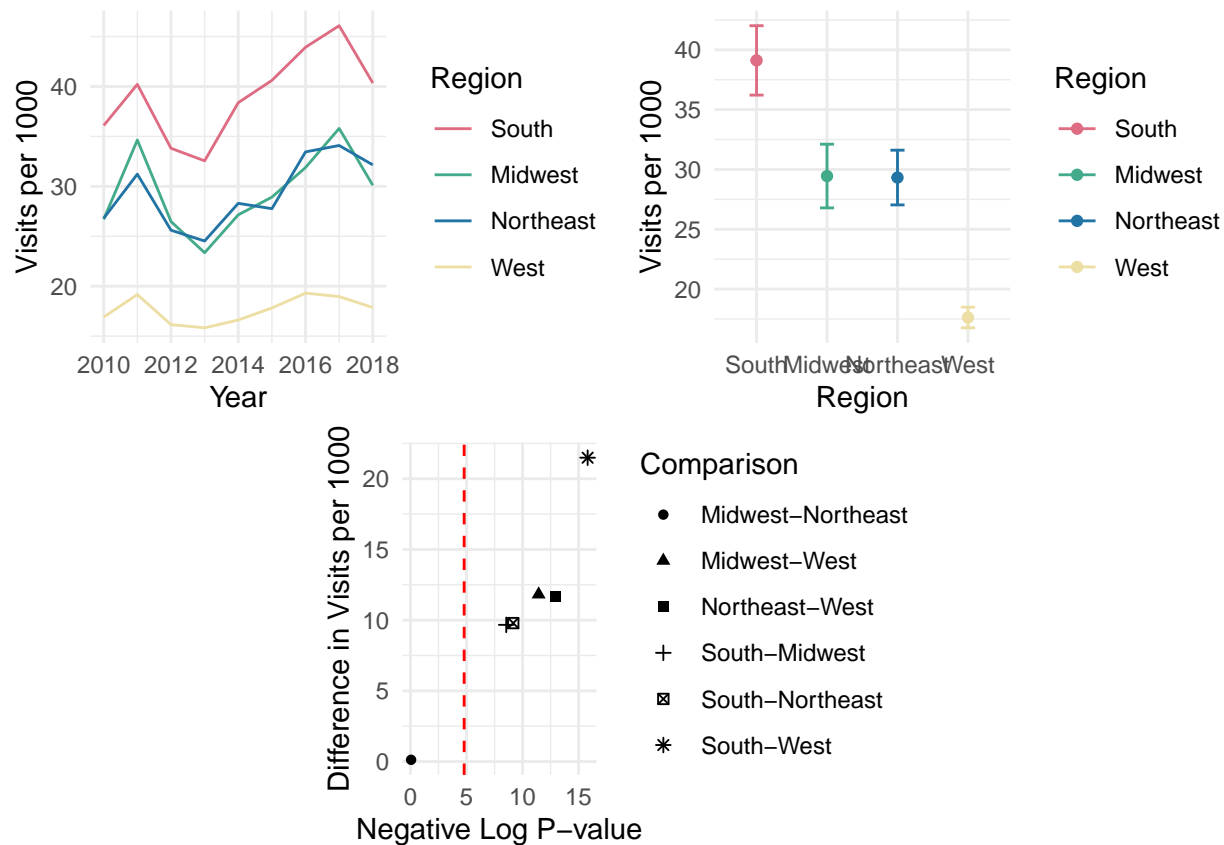 Visits per 1000
40
30
20
2010 2012 2014 2016 2018
Year
Region
South
Midwest
Northeast
West
Visits per 1000
40
35
30
25
20
South Midwest Northeast West
Region
Region
South
Midwest
Northeast
West
Difference in Visits per 1000
20
15
10
5
0
0 5 10 15
Negative Log P−value
Comparison
Midwest−Northeast
Midwest−West
Northeast−West
South−Midwest
South−Northeast
South−West